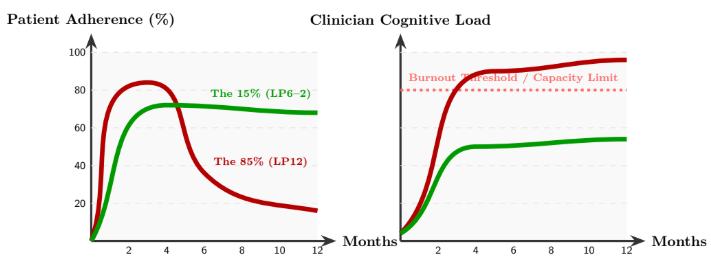 Patient Adherence (%)
100
80
60
40
20
2 4 6 8 10 12
Months
The 15% (LP6–2)
The 85% (LP12)
Clinician Cognitive Load
Burnout Threshold / Capacity Limit
2 4 6 8 10 12
Months